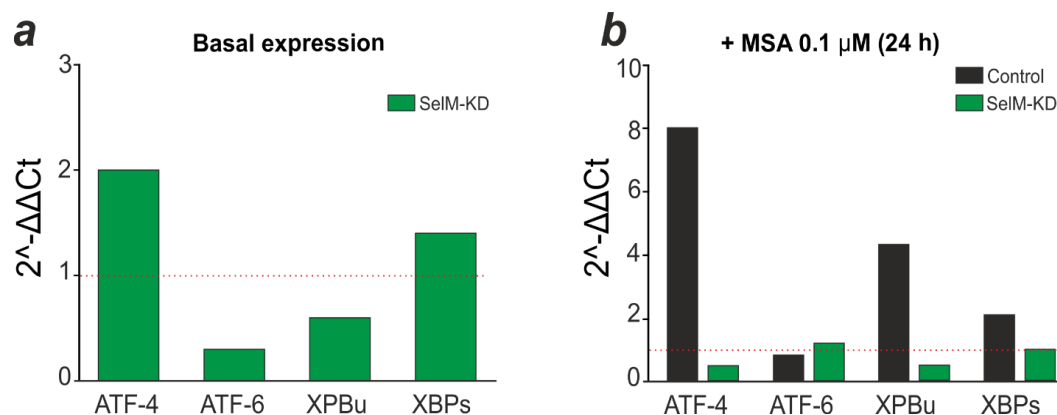 a
Basal expression
2^-ΔΔCt
3
2
1
0
SelM-KD
ATF-4 ATF-6 XPBu XBPs
b
+ MSA 0.1 µM (24 h)
2^-ΔΔCt
10
8
6
4
2
0
Control
SelM-KD
ATF-4 ATF-6 XPBu XBPs